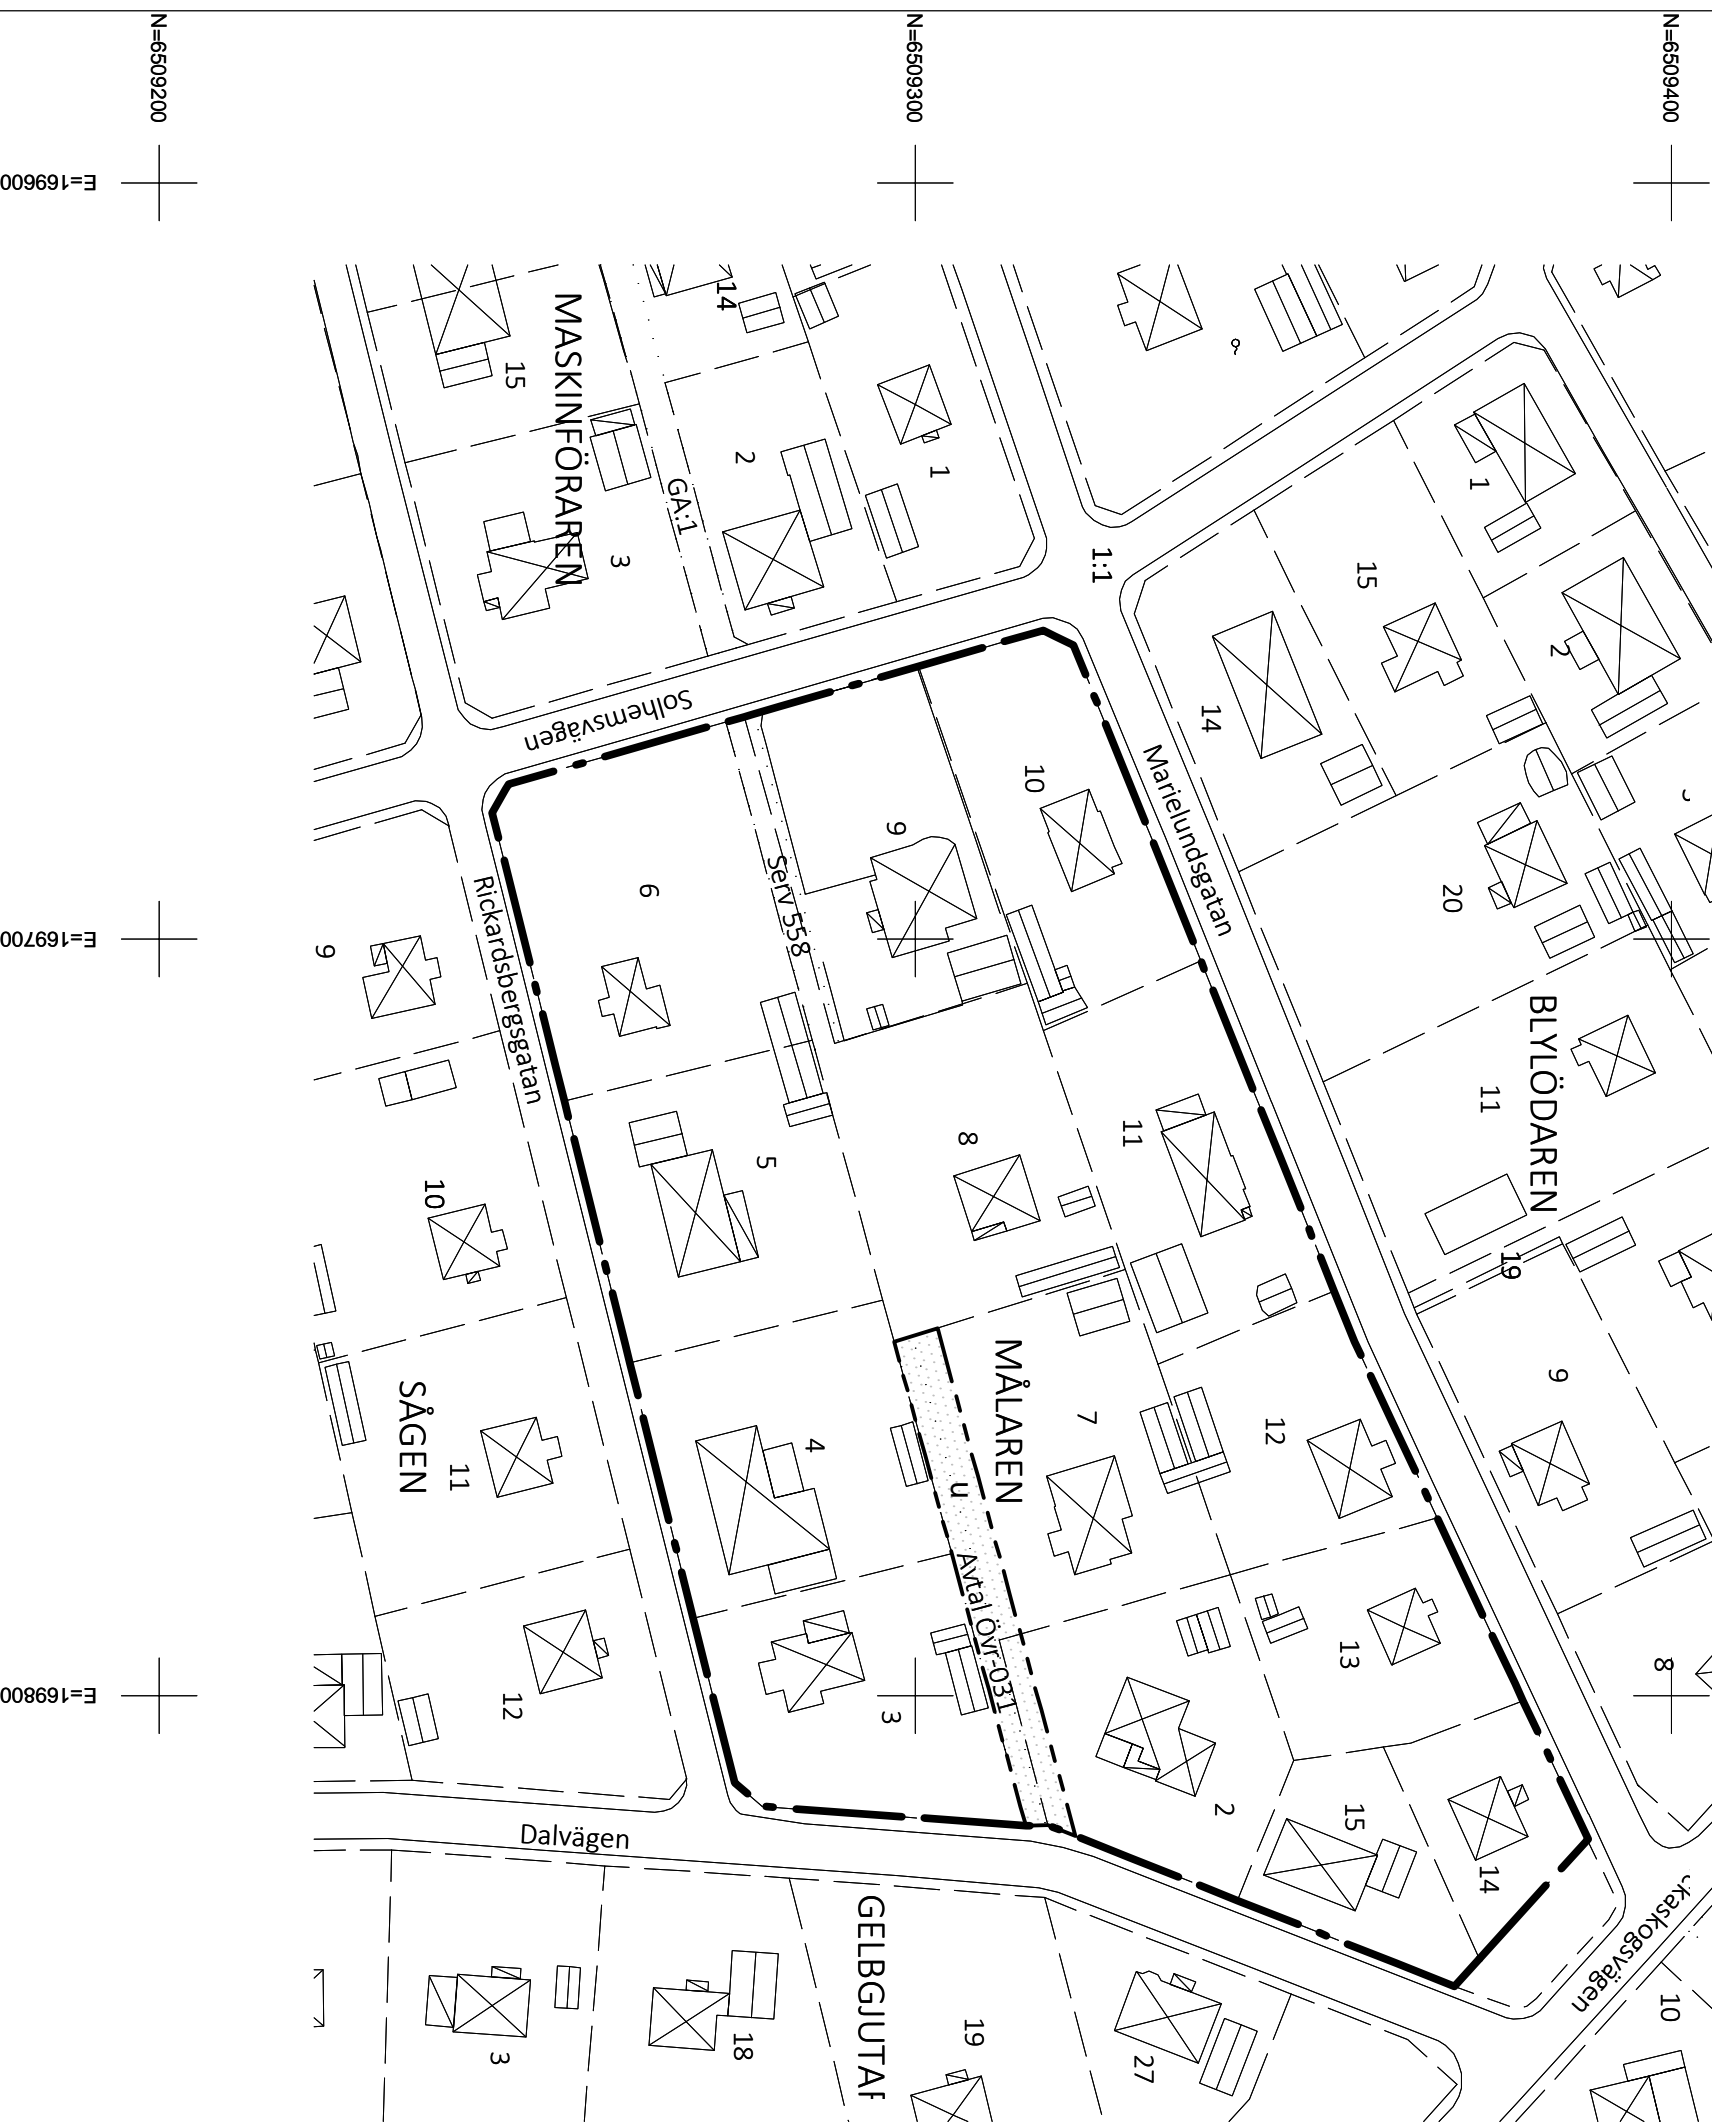 N=6509200
N=6509300
N=6509400
E=169600
E=169700
E=169800
14
15
MASKINFÖRAREN
2
1
GA:1
3
1:1
1
15
2
14
Solhemsvägen
Marielundsgatan
10
9
6
Serv 558
20
Rickardsbergsgatan
9
BLYLÖDAREN
11
8
11
5
10
19
MÅLAREN
9
SÅGEN
7
12
4
11
u
Avtal Övr-031
13
8
12
3
2
15
14
Dalvägen
kaskogsvägen
GELBGJUTAR
10
19
18
3
27